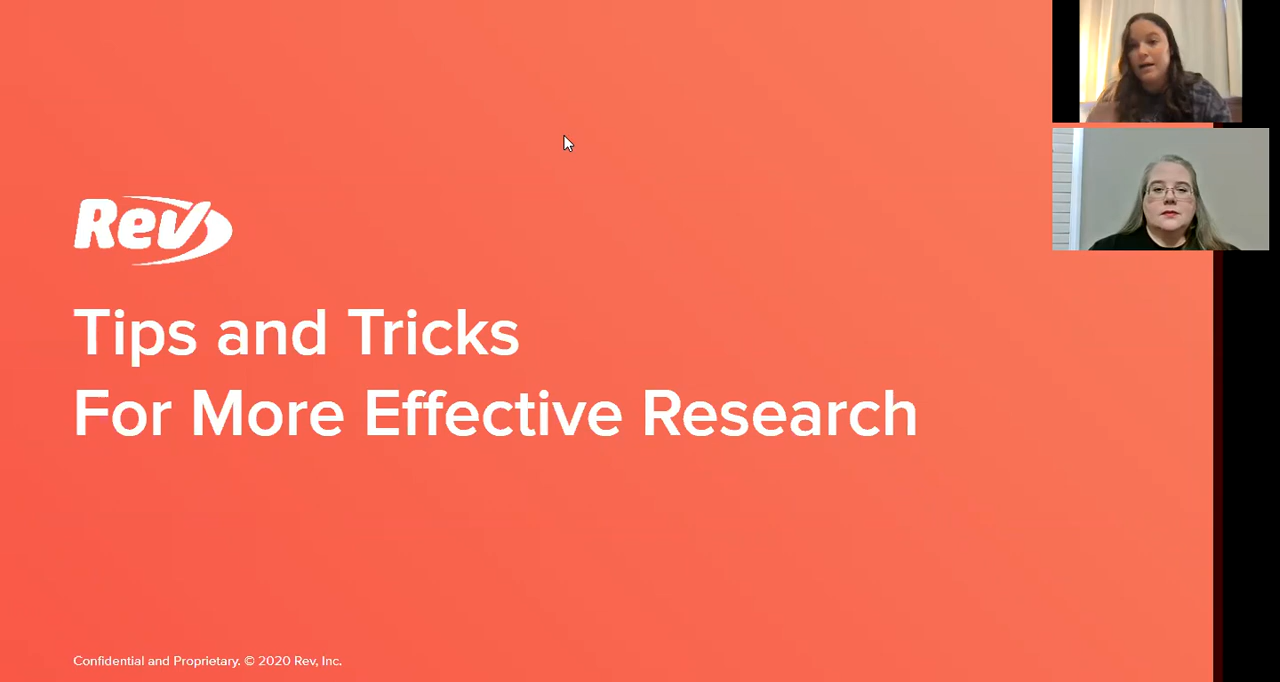 Rev
Tips and Tricks
For More Effective Research
Confidential and Proprietary. © 2020 Rev, Inc.